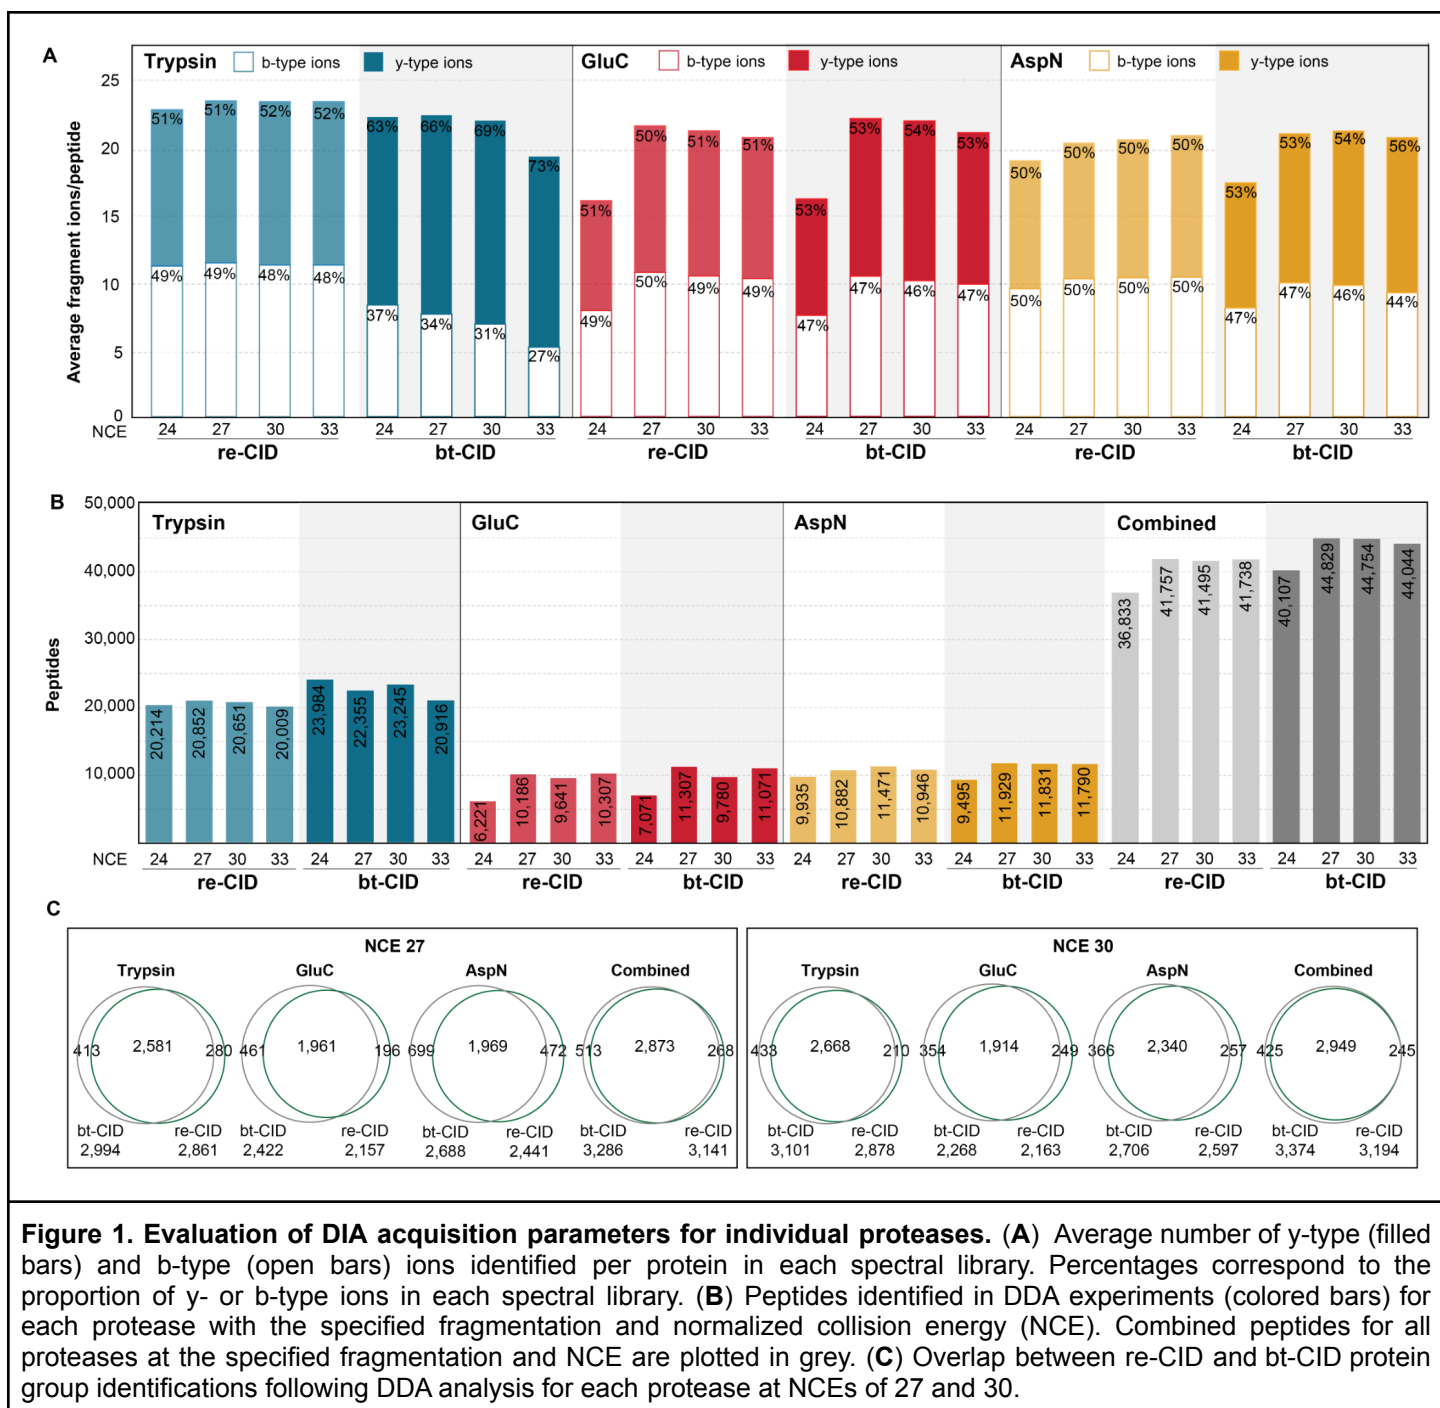 A
Trypsin b-type ions y-type ions
GluC b-type ions y-type ions
AspN b-type ions y-type ions
Average fragment ions/peptide
25
20
15
10
5
0
51% 51% 52% 52% 63% 66% 69% 73% 51% 50% 51% 51% 53% 53% 54% 53% 50% 50% 50% 50% 53% 53% 54% 56%
49% 49% 48% 48% 37% 34% 31% 27% 49% 50% 49% 49% 47% 47% 46% 47% 50% 50% 50% 50% 47% 47% 46% 44%
NCE 24 27 30 33 24 27 30 33 24 27 30 33 24 27 30 33 24 27 30 33 24 27 30 33
re-CID bt-CID re-CID bt-CID re-CID bt-CID
B
Trypsin GluC AspN Combined
Peptides
50,000
40,000
30,000
20,000
10,000
20,214 20,852 20,651 20,009 23,984 22,355 23,245 20,916 6,221 10,186 9,641 10,307 7,071 11,307 9,780 11,071 9,935 10,882 11,471 10,946 9,495 11,929 11,831 11,790 36,833 41,757 41,495 41,738 40,107 44,829 44,754 44,044
NCE 24 27 30 33 24 27 30 33 24 27 30 33 24 27 30 33 24 27 30 33 24 27 30 33 24 27 30 33 24 27 30 33
re-CID bt-CID re-CID bt-CID re-CID bt-CID re-CID bt-CID
C
NCE 27
Trypsin GluC AspN Combined
413 2,581 280 461 1,961 196 699 1,969 472 513 2,873 268
bt-CID re-CID bt-CID re-CID bt-CID re-CID bt-CID re-CID
2,994 2,861 2,422 2,157 2,688 2,441 3,286 3,141
NCE 30
Trypsin GluC AspN Combined
433 2,668 210 354 1,914 249 366 2,340 257 425 2,949 245
bt-CID re-CID bt-CID re-CID bt-CID re-CID bt-CID re-CID
3,101 2,878 2,268 2,163 2,706 2,597 3,374 3,194
Figure 1. Evaluation of DIA acquisition parameters for individual proteases. (A) Average number of y-type (filled
bars) and b-type (open bars) ions identified per protein in each spectral library. Percentages correspond to the
proportion of y- or b-type ions in each spectral library. (B) Peptides identified in DDA experiments (colored bars) for
each protease with the specified fragmentation and normalized collision energy (NCE). Combined peptides for all
proteases at the specified fragmentation and NCE are plotted in grey. (C) Overlap between re-CID and bt-CID protein
group identifications following DDA analysis for each protease at NCEs of 27 and 30.